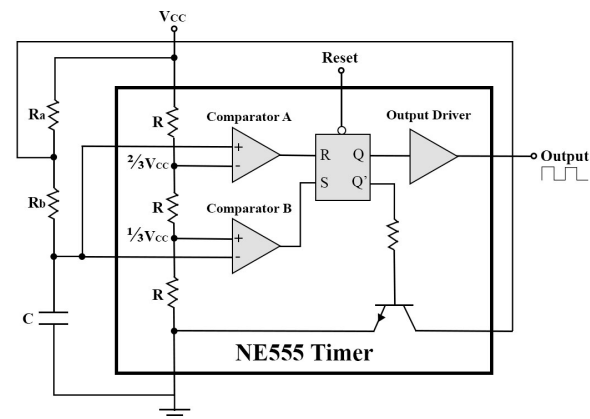 Vcc
Reset
Ra
R
Comparator A
Output Driver
+
R
Q
Output
⅔Vcc
-
S
Q'
Rb
R
Comparator B
⅓Vcc
+
-
R
C
NE555 Timer